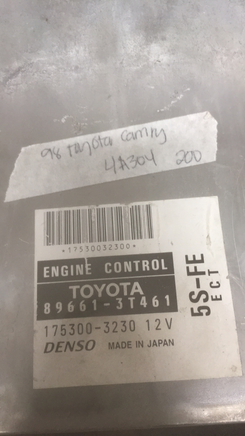 98 Toyota Camry
4A304 200
*17530032300*
ENGINE CONTROL
TOYOTA
89661-3T461
175300-3230 12V
DENSO MADE IN JAPAN
5S-FE
ECT